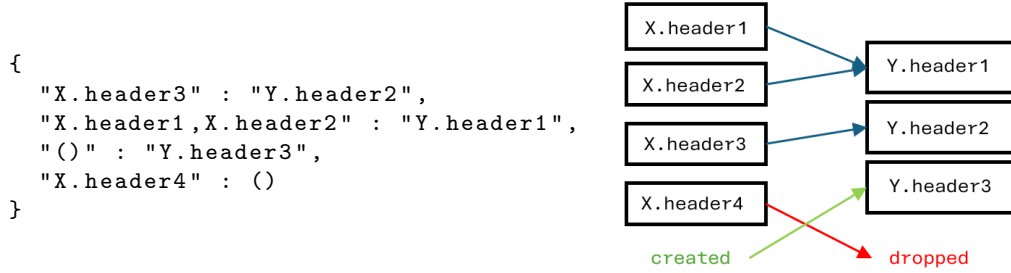 {
"X.header3" : "Y.header2",
"X.header1,X.header2" : "Y.header1",
"()" : "Y.header3",
"X.header4" : ()
}
X.header1
X.header2
X.header3
X.header4
created
Y.header1
Y.header2
Y.header3
dropped